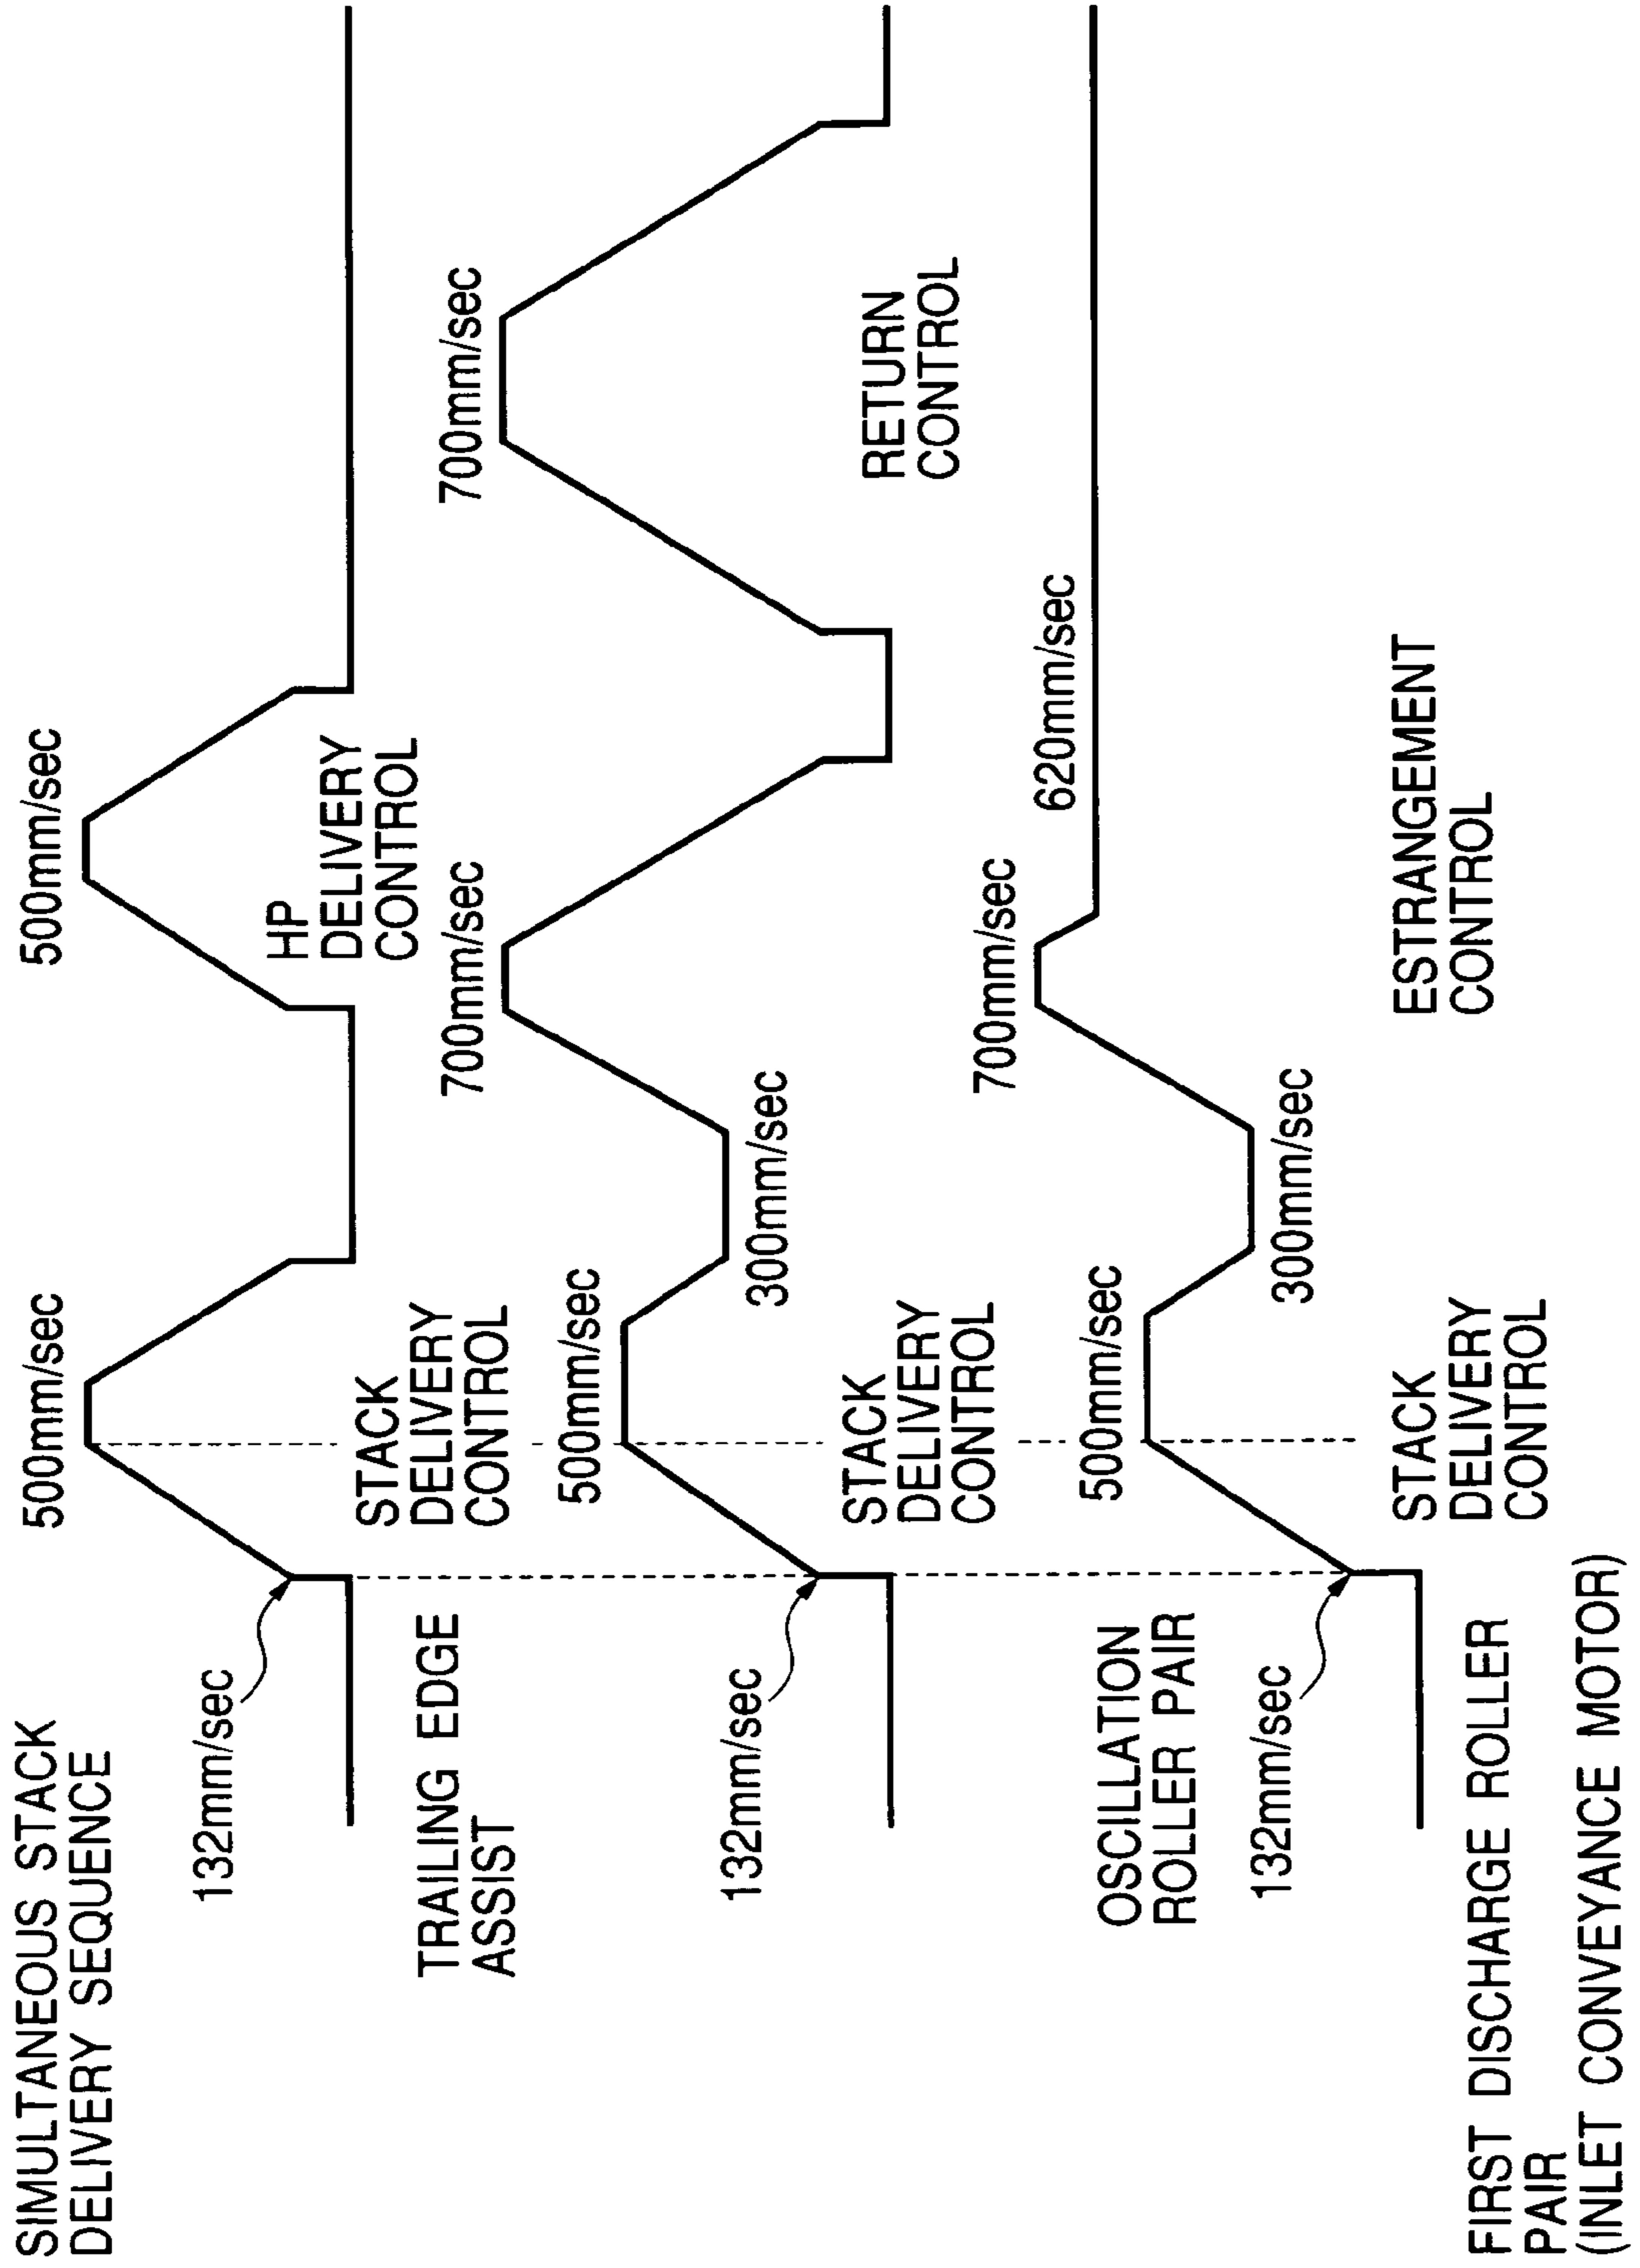 SIMULTANEOUS STACK
DELIVERY SEQUENCE
132mm/sec
500mm/sec
500mm/sec
TRAILING EDGE
ASSIST
STACK
DELIVERY
CONTROL
HP
DELIVERY
CONTROL
132mm/sec
500mm/sec
300mm/sec
700mm/sec
700mm/sec
OSCILLATION
ROLLER PAIR
STACK
DELIVERY
CONTROL
RETURN
CONTROL
132mm/sec
500mm/sec
300mm/sec
700mm/sec
620mm/sec
FIRST DISCHARGE ROLLER
PAIR
(INLET CONVEYANCE MOTOR)
STACK
DELIVERY
CONTROL
ESTRANGEMENT
CONTROL